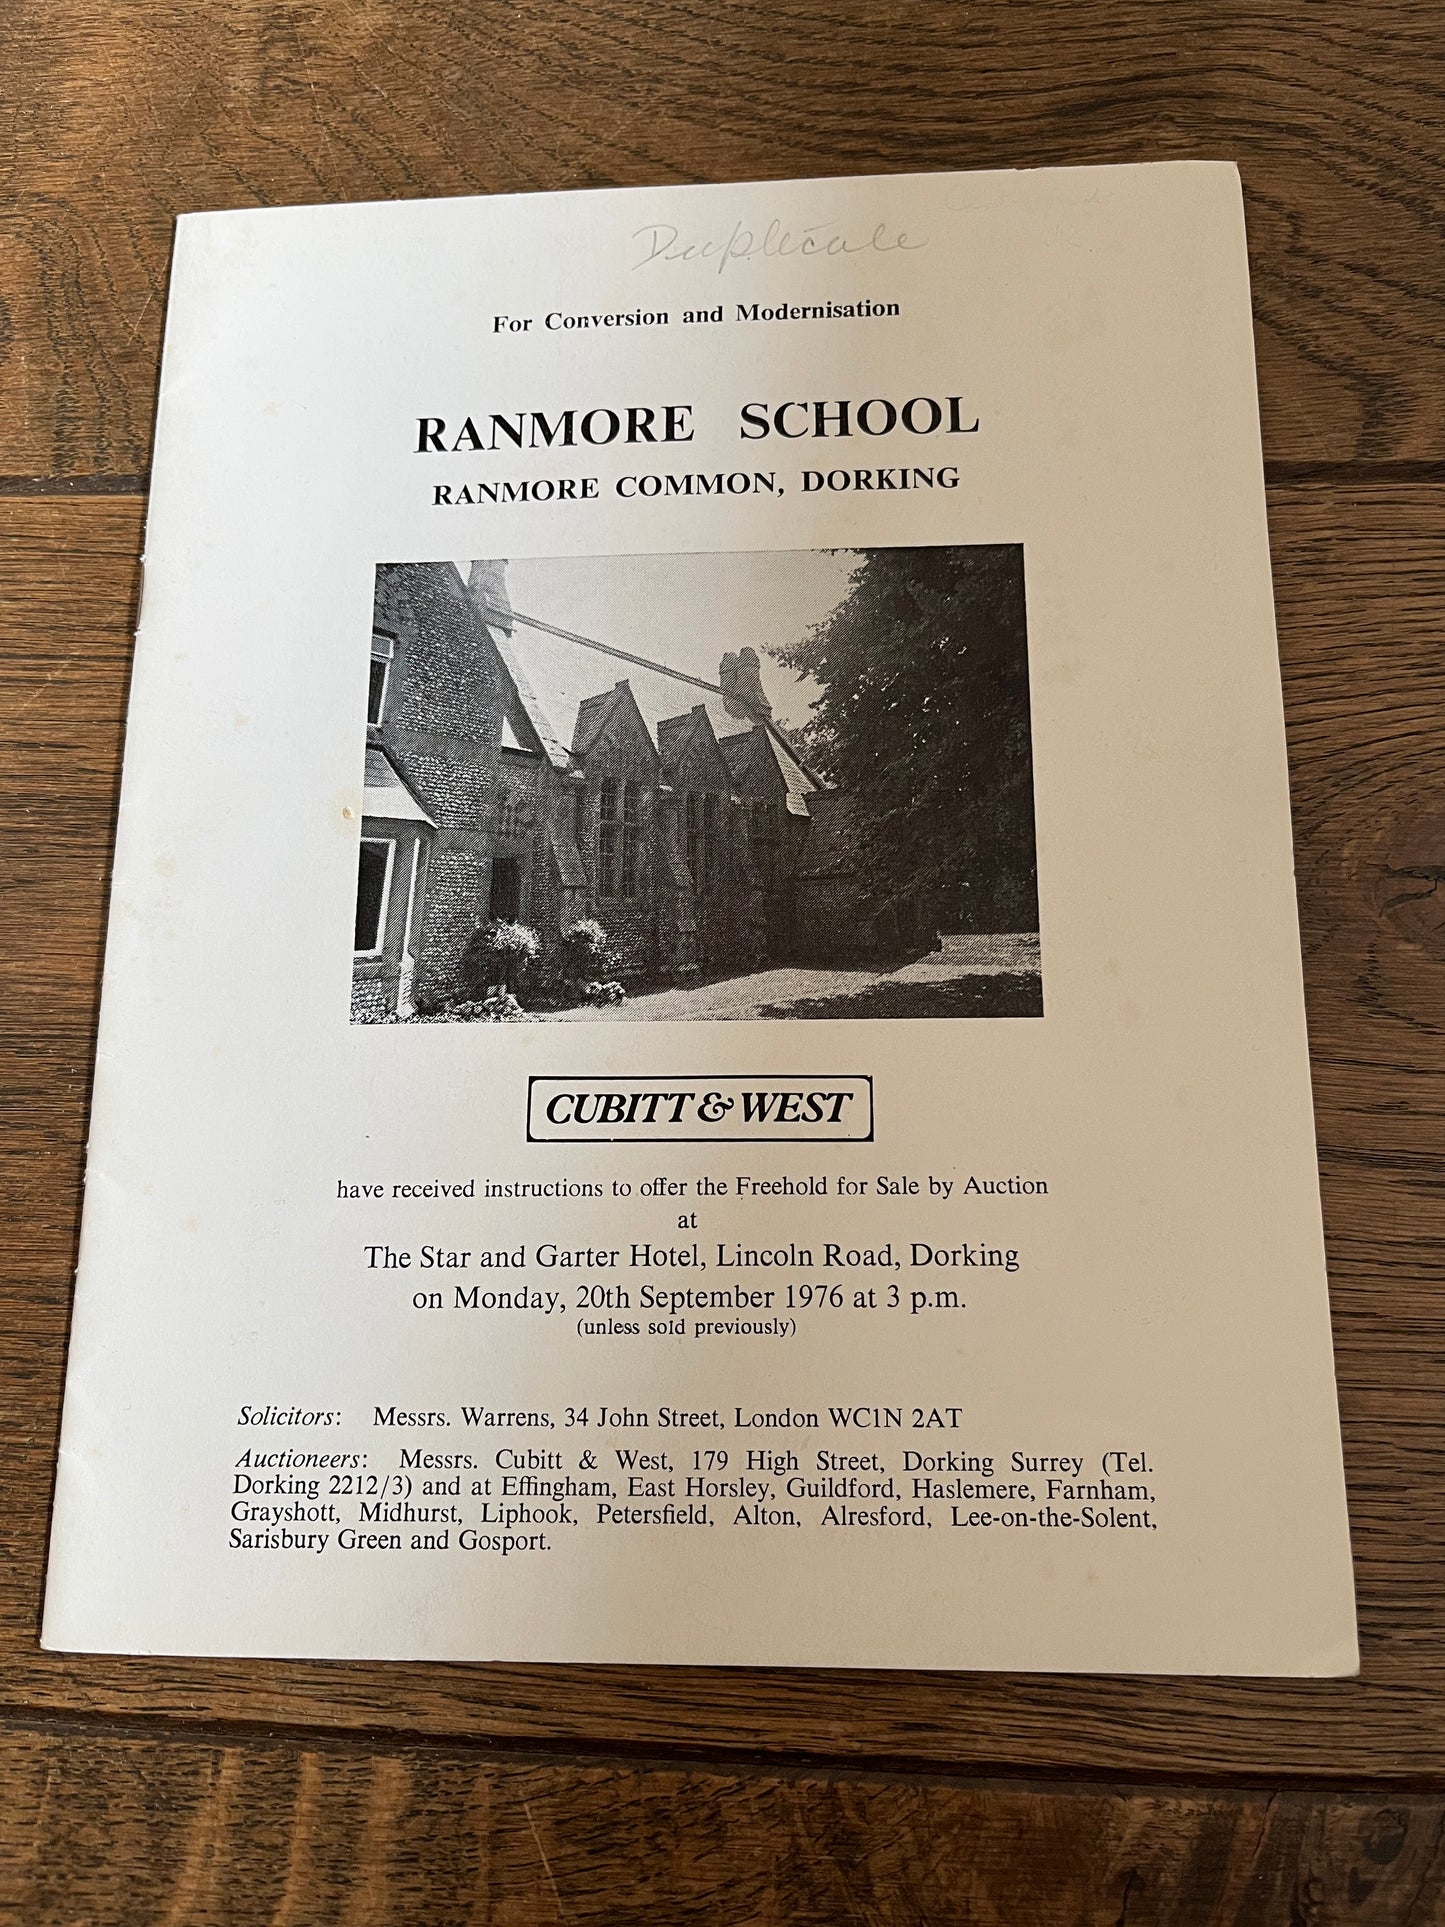 Duplicate
For Conversion and Modernisation
RANMORE SCHOOL
RANMORE COMMON, DORKING
CUBITT & WEST
have received instructions to offer the Freehold for Sale by Auction
at
The Star and Garter Hotel, Lincoln Road, Dorking
on Monday, 20th September 1976 at 3 p.m.
(unless sold previously)
Solicitors: Messrs. Warrens, 34 John Street, London WC1N 2AT
Auctioneers: Messrs. Cubitt & West, 179 High Street, Dorking Surrey (Tel.
Dorking 2212/3) and at Effingham, East Horsley, Guildford, Haslemere, Farnham,
Grayshott, Midhurst, Liphook, Petersfield, Alton, Alresford, Lee-on-the-Solent,
Sarisbury Green and Gosport.